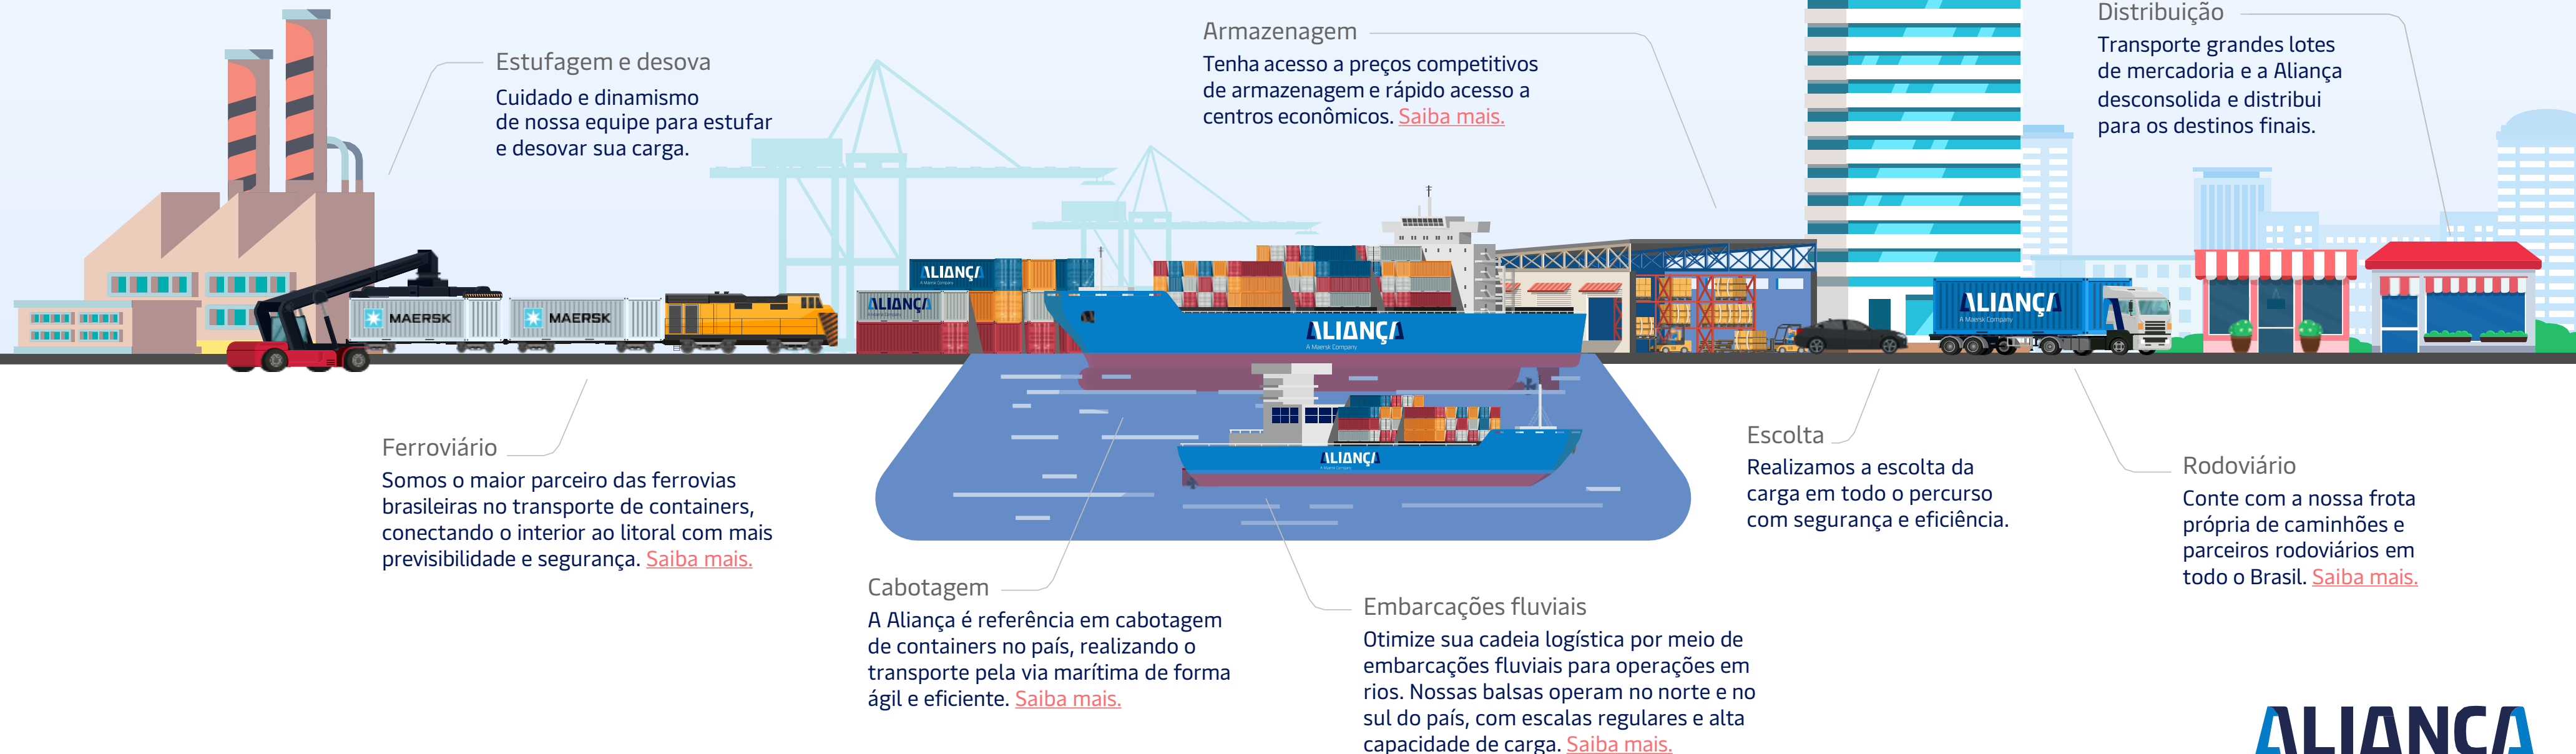 Estufagem e desova
Cuidado e dinamismo
de nossa equipe para estufar
e desovar sua carga.
Armazenagem
Tenha acesso a preços competitivos
de armazenagem e rápido acesso a
centros econômicos. Saiba mais.
Distribuição
Transporte grandes lotes
de mercadoria e a Aliança
desconsolida e distribui
para os destinos finais.
MAERSK
MAERSK
ALIANÇA
ALIANÇA
ALIANÇA
A Maersk Company
ALIANÇA
ALIANÇA
A Maersk Company
Ferroviário
Somos o maior parceiro das ferrovias
brasileiras no transporte de containers,
conectando o interior ao litoral com mais
previsibilidade e segurança. Saiba mais.
Cabotagem
A Aliança é referência em cabotagem
de containers no país, realizando o
transporte pela via marítima de forma
ágil e eficiente. Saiba mais.
Embarcações fluviais
Otimize sua cadeia logística por meio de
embarcações fluviais para operações em
rios. Nossas balsas operam no norte e no
sul do país, com escalas regulares e alta
capacidade de carga. Saiba mais.
Escolta
Realizamos a escolta da
carga em todo o percurso
com segurança e eficiência.
Rodoviário
Conte com a nossa frota
própria de caminhões e
parceiros rodoviários em
todo o Brasil. Saiba mais.
ALIANÇA